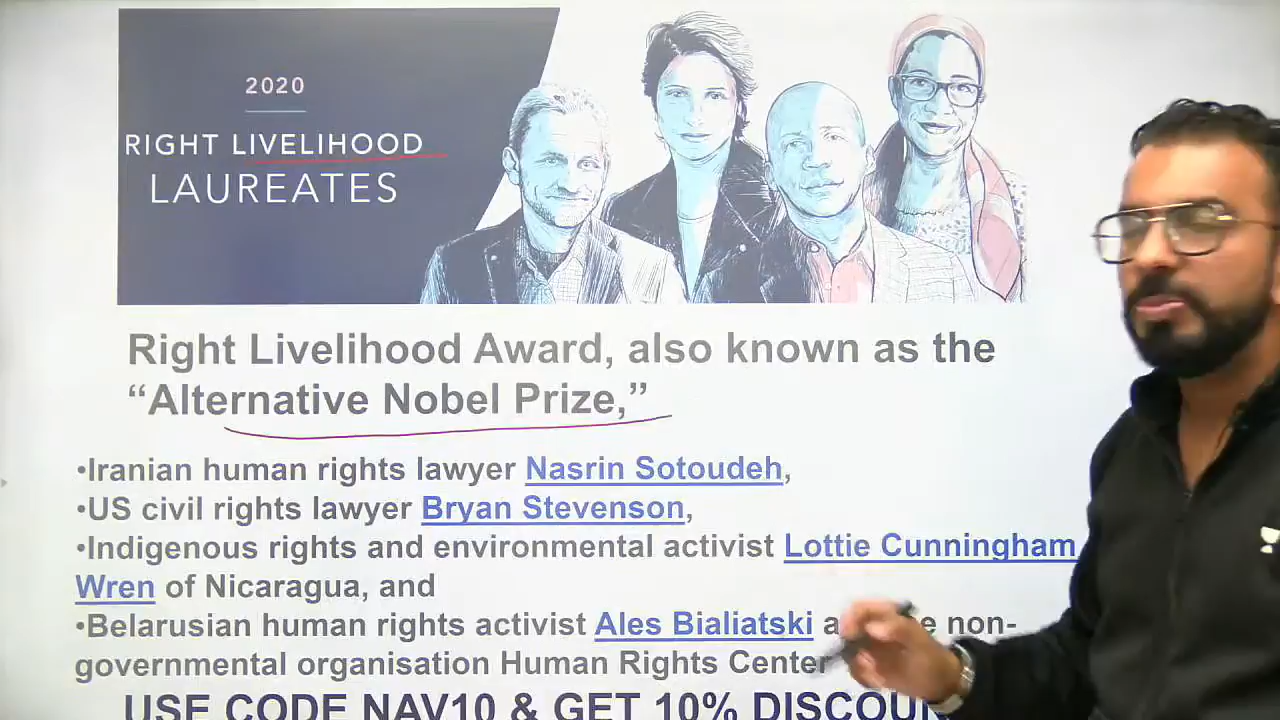 2020
RIGHT LIVELIHOOD
LAUREATES
Right Livelihood Award, also known as the
“Alternative Nobel Prize,”
•Iranian human rights lawyer Nasrin Sotoudeh,
•US civil rights lawyer Bryan Stevenson,
•Indigenous rights and environmental activist Lottie Cunningham
Wren of Nicaragua, and
•Belarusian human rights activist Ales Bialiatski non-
governmental organisation Human Rights Center
USE CODE NAV10 & GET 10%